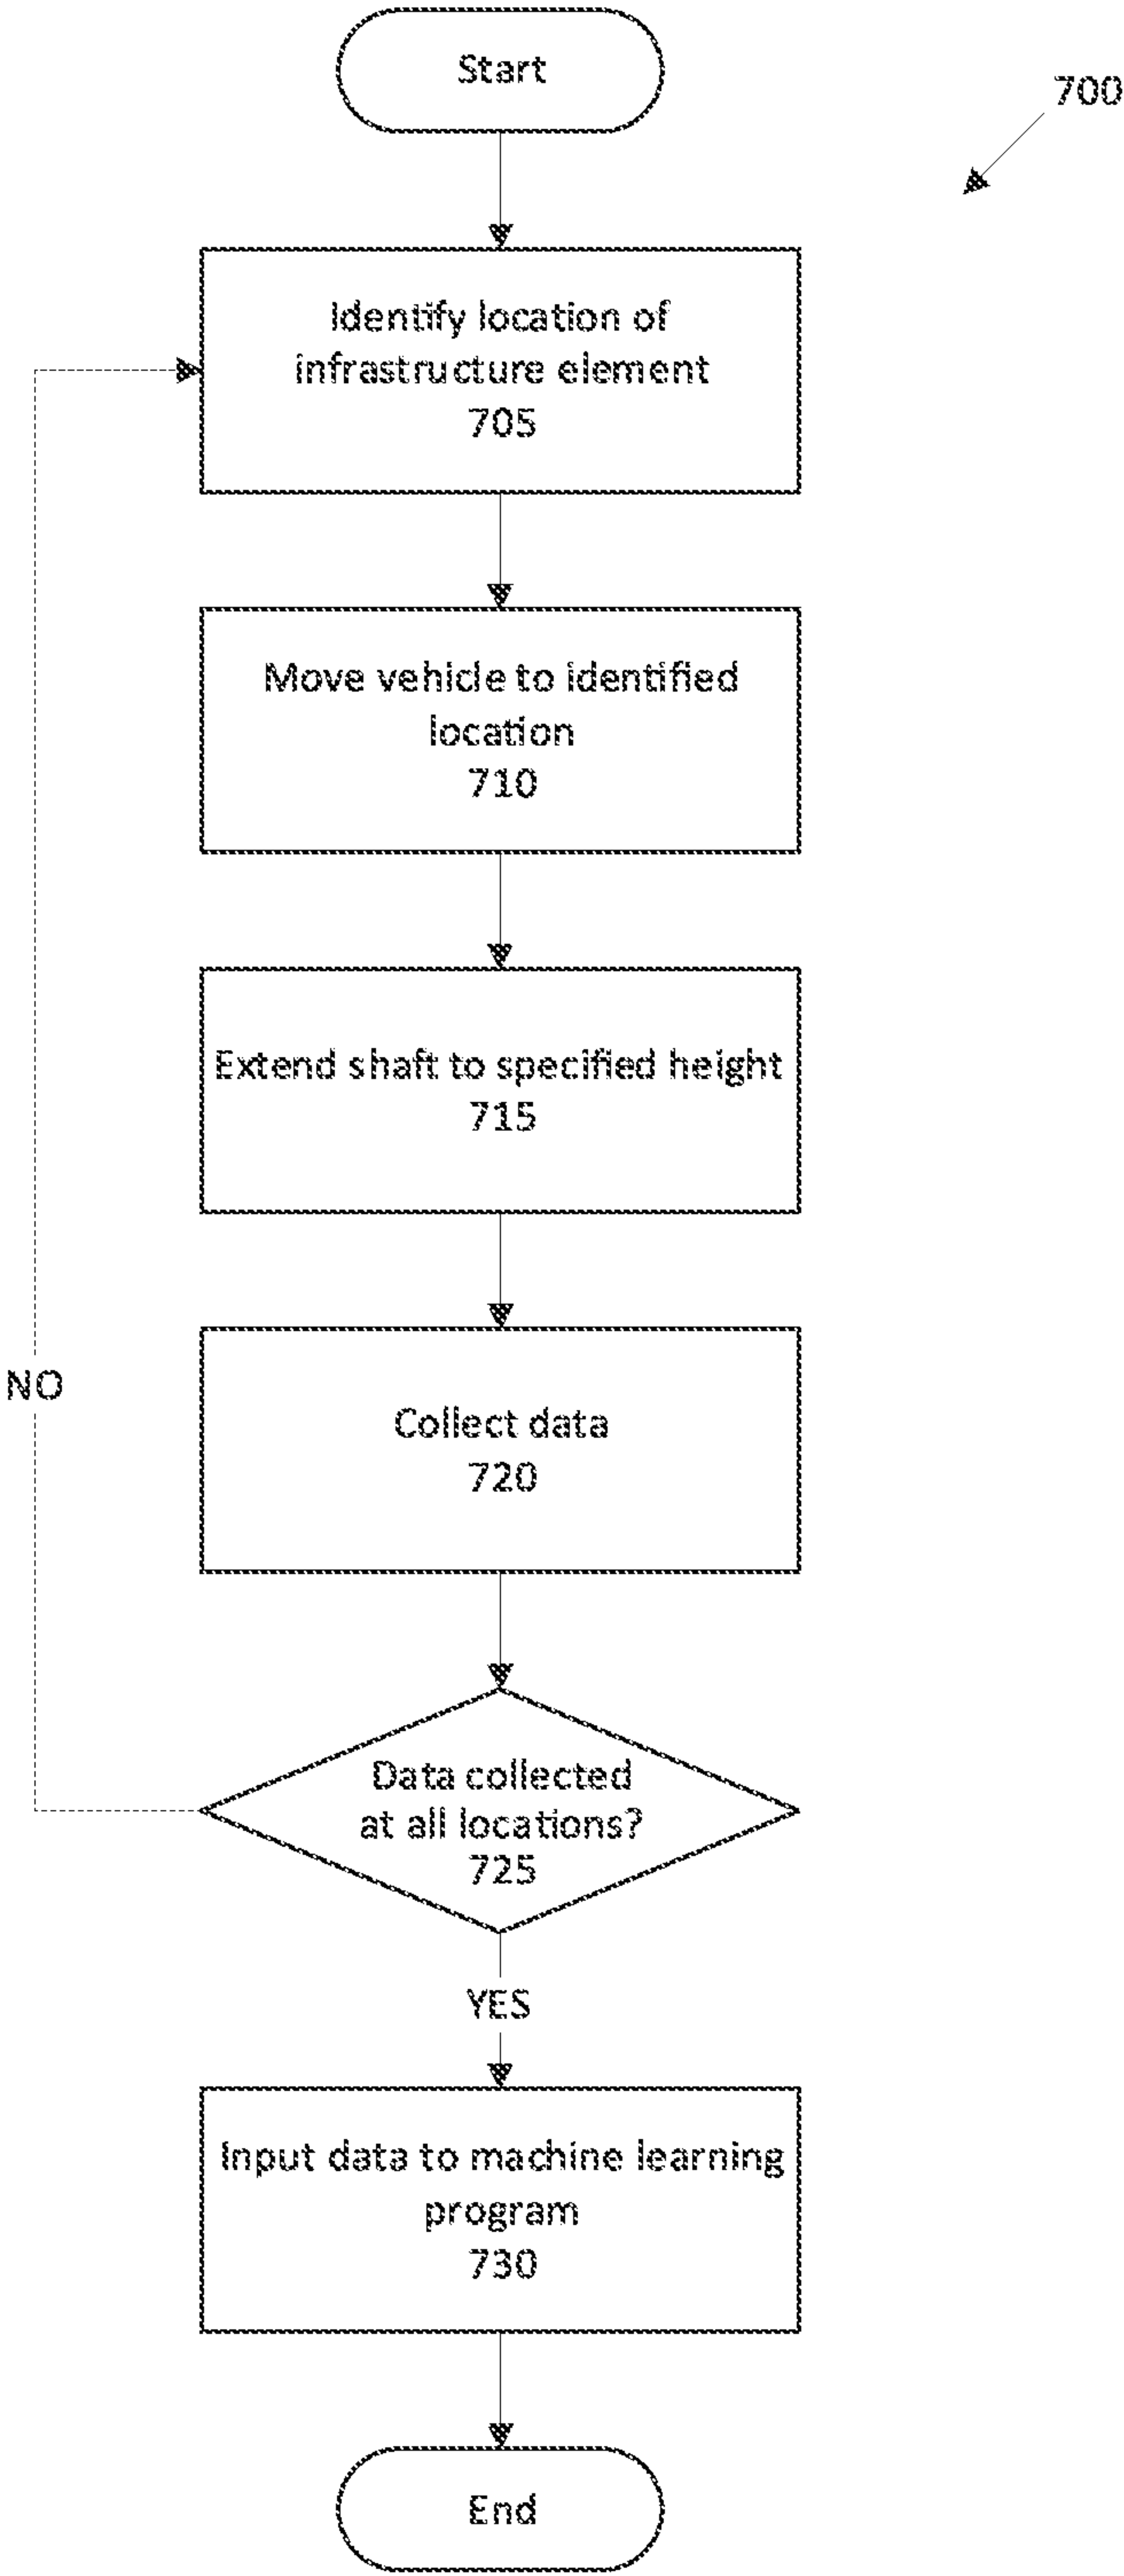 Start
700
Identify location of
infrastructure element
705
Move vehicle to identified
location
710
Extend shaft to specified height
715
Collect data
720
NO
Data collected
at all locations?
725
YES
Input data to machine learning
program
730
End